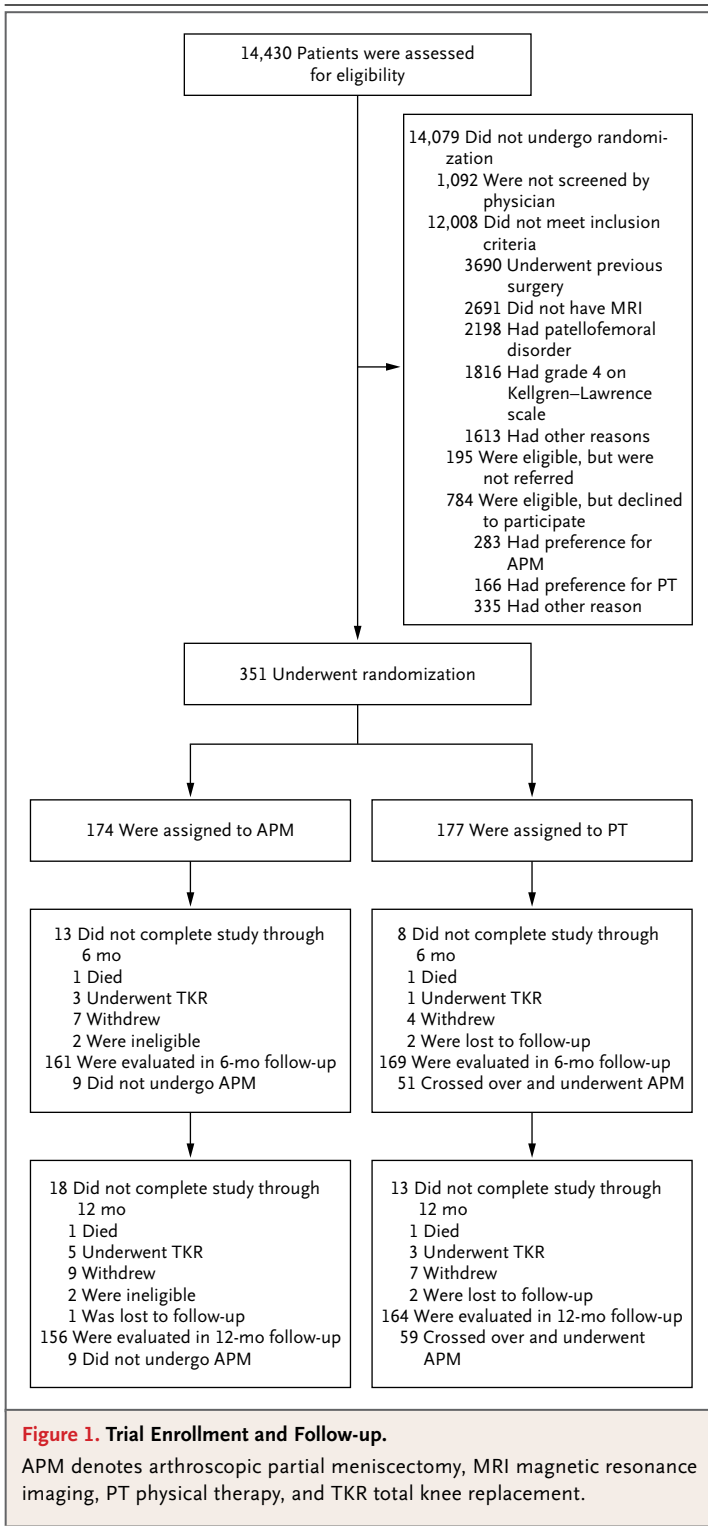 14,430 Patients were assessed
for eligibility
14,079 Did not undergo randomi-
zation
1,092 Were not screened by
physician
12,008 Did not meet inclusion
criteria
3690 Underwent previous
surgery
2691 Did not have MRI
2198 Had patellofemoral
disorder
1816 Had grade 4 on
Kellgren–Lawrence
scale
1613 Had other reasons
195 Were eligible, but were
not referred
784 Were eligible, but declined
to participate
283 Had preference for
APM
166 Had preference for PT
335 Had other reason
351 Underwent randomization
174 Were assigned to APM
177 Were assigned to PT
13 Did not complete study through
6 mo
1 Died
3 Underwent TKR
7 Withdrew
2 Were ineligible
161 Were evaluated in 6-mo follow-up
9 Did not undergo APM
8 Did not complete study through
6 mo
1 Died
1 Underwent TKR
4 Withdrew
2 Were lost to follow-up
169 Were evaluated in 6-mo follow-up
51 Crossed over and underwent APM
18 Did not complete study through
12 mo
1 Died
5 Underwent TKR
9 Withdrew
2 Were ineligible
1 Was lost to follow-up
156 Were evaluated in 12-mo follow-up
9 Did not undergo APM
13 Did not complete study through
12 mo
1 Died
3 Underwent TKR
7 Withdrew
2 Were lost to follow-up
164 Were evaluated in 12-mo follow-up
59 Crossed over and underwent
APM
Figure 1. Trial Enrollment and Follow-up.
APM denotes arthroscopic partial meniscectomy, MRI magnetic resonance
imaging, PT physical therapy, and TKR total knee replacement.